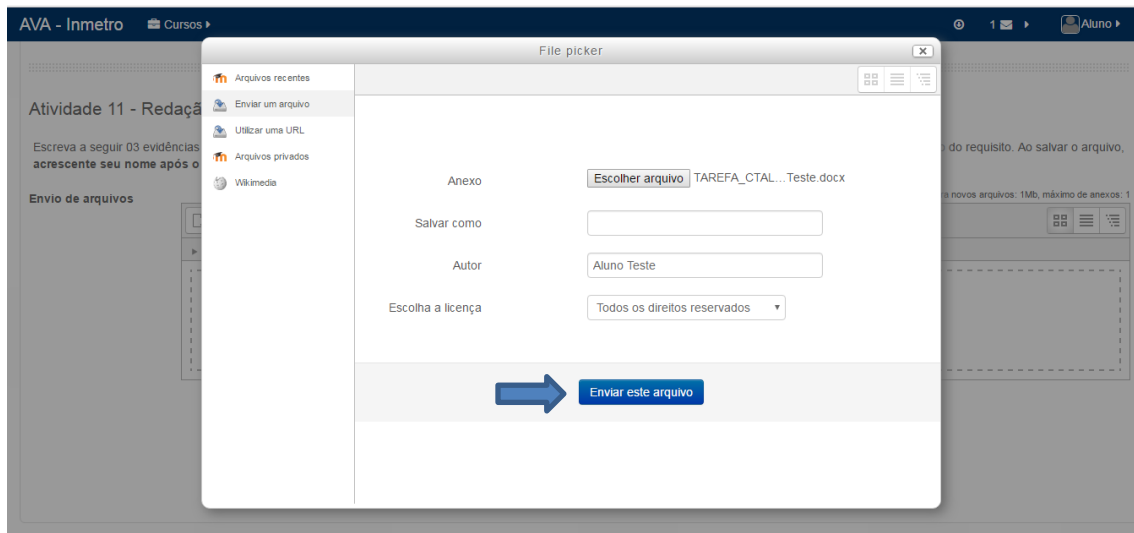 AVA - Inmetro Cursos 1 Aluno
File picker
Arquivos recentes
Enviar um arquivo
Utilizar uma URL
Arquivos privados
Wikimedia
Atividade 11 - Redaçã
Escreva a seguir 03 evidências do requisito. Ao salvar o arquivo,
acrescente seu nome após o
Envio de arquivos
novos arquivos: 1Mb, máximo de anexos: 1
Anexo Escolher arquivo TAREFA_CTAL...Teste.docx
Salvar como
Autor Aluno Teste
Escolha a licença Todos os direitos reservados
Enviar este arquivo